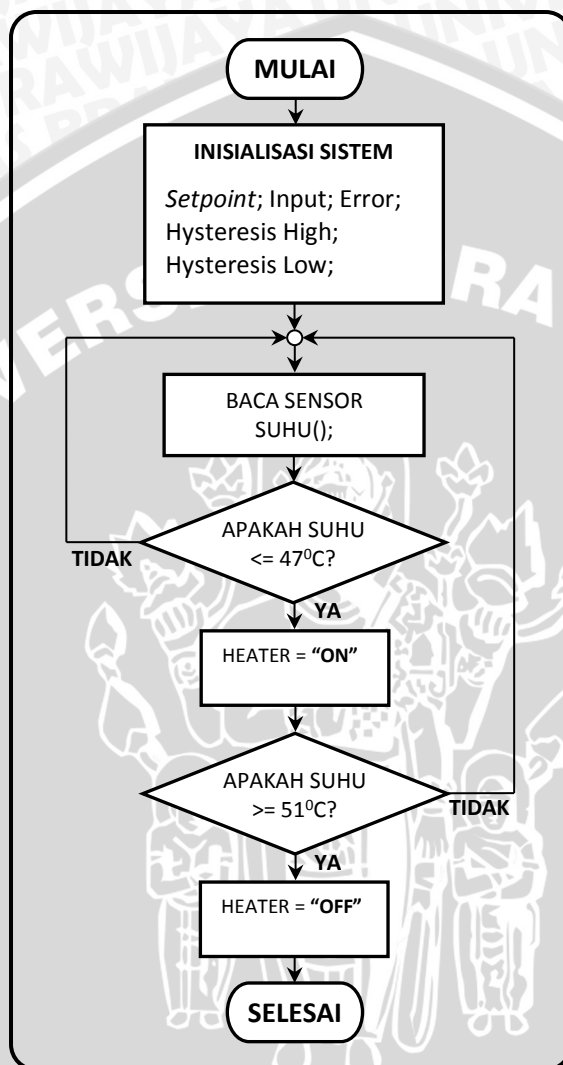 MULAI
INISIALISASI SISTEM
Setpoint; Input; Error;
Hysteresis High;
Hysteresis Low;
BACA SENSOR
SUHU();
APAKAH SUHU
<= 47⁰C?
TIDAK
YA
HEATER = “ON”
APAKAH SUHU
>= 51⁰C?
TIDAK
YA
HEATER = “OFF”
SELESAI